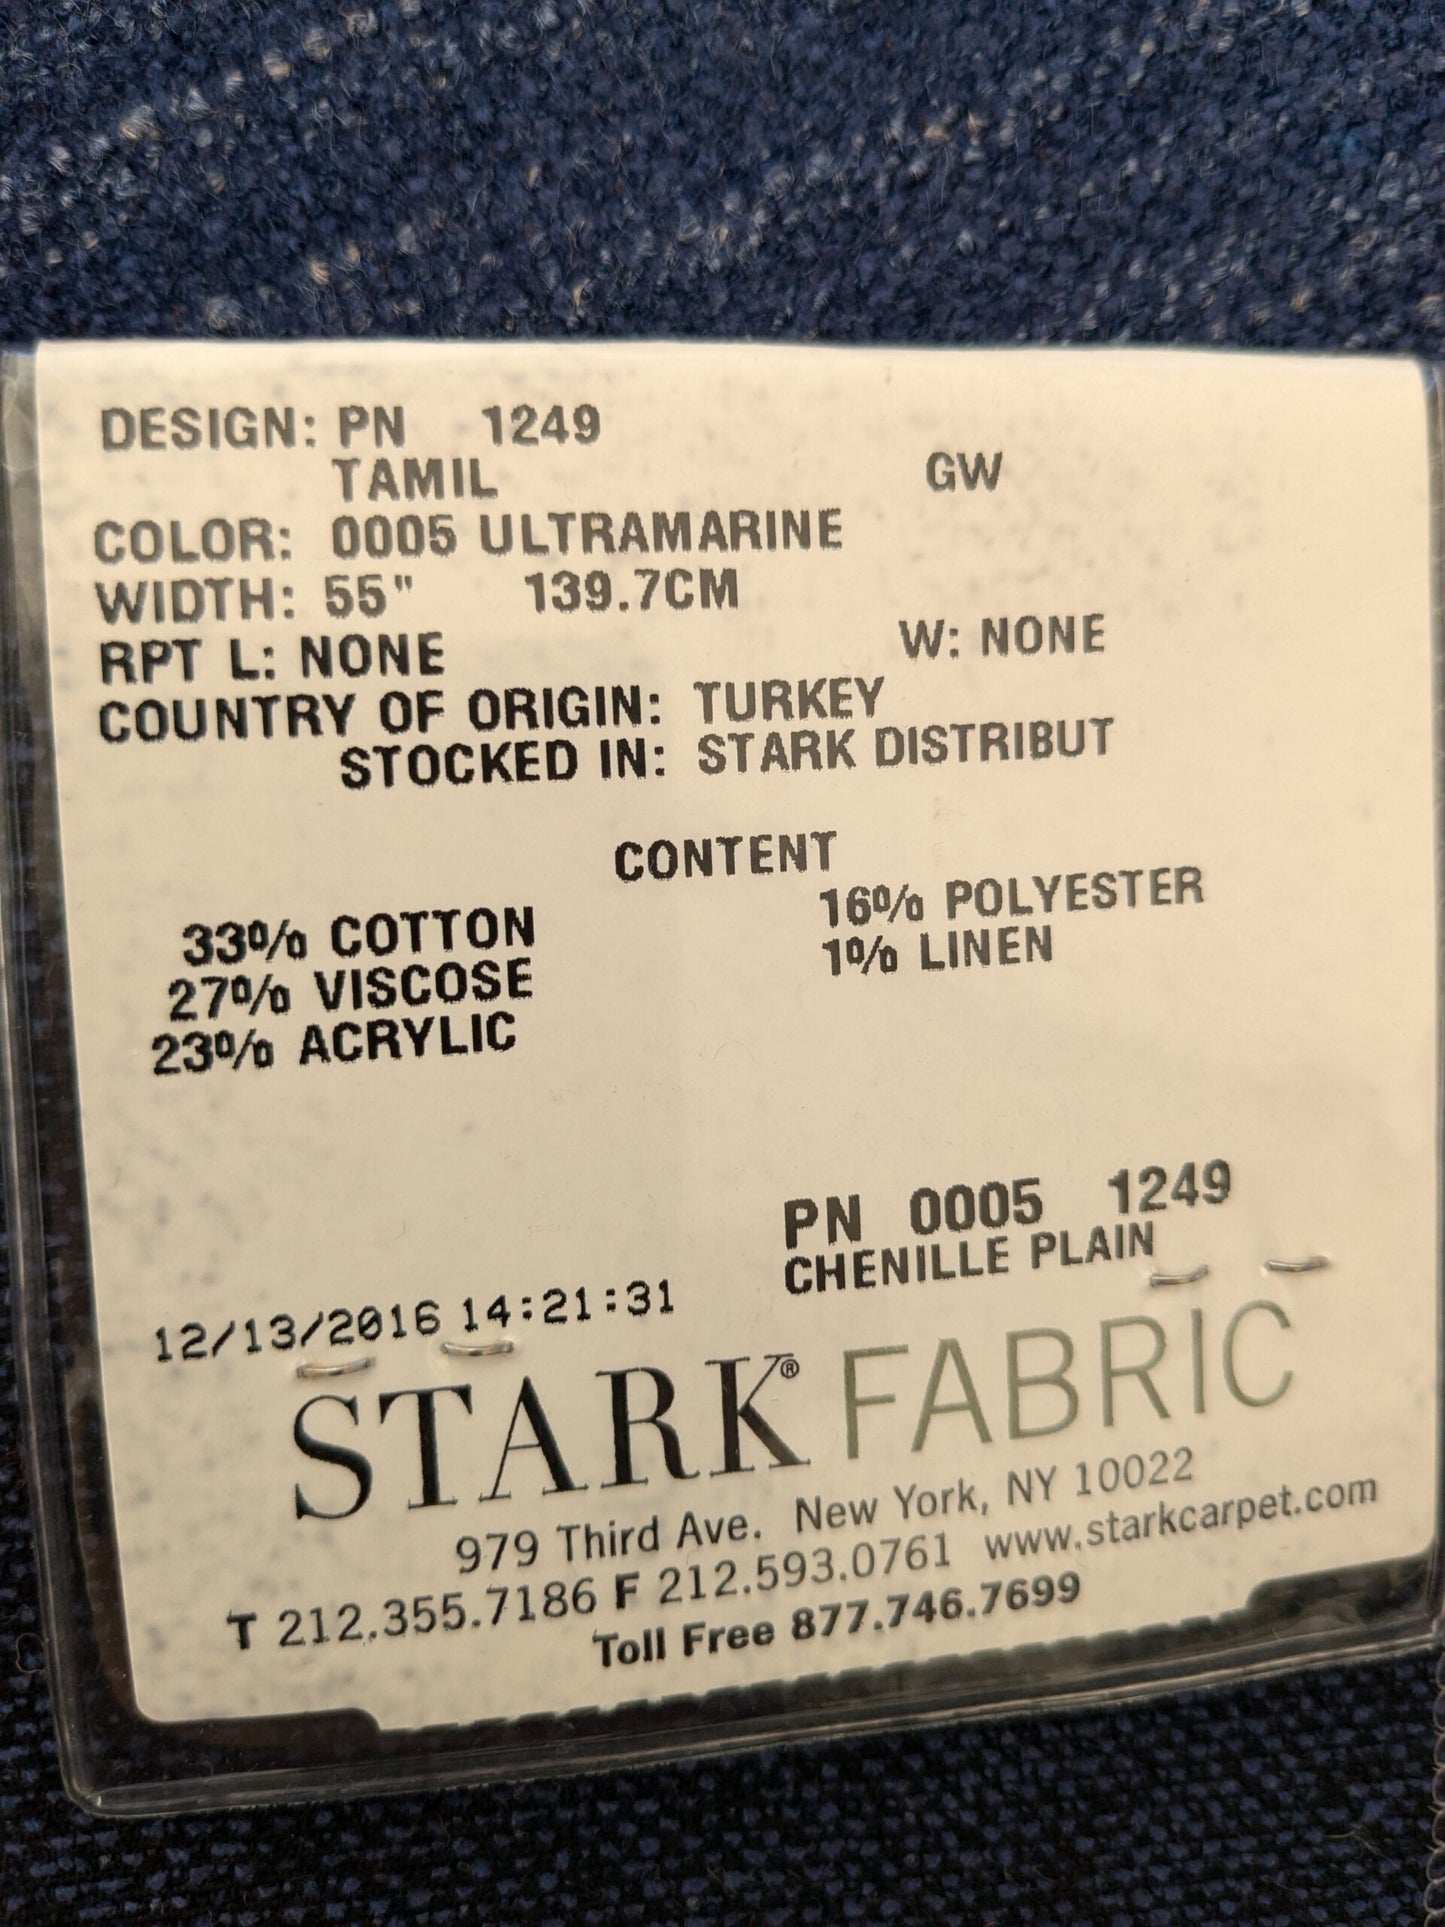 DESIGN: PN 1249
TAMIL GW
COLOR: 0005 ULTRAMARINE
WIDTH: 55" 139.7CM
RPT L: NONE W: NONE
COUNTRY OF ORIGIN: TURKEY
STOCKED IN: STARK DISTRIBUT
CONTENT
33% COTTON 16% POLYESTER
27% VISCOSE 1% LINEN
23% ACRYLIC
PN 0005 1249
CHENILLE PLAIN
12/13/2016 14:21:31
STARK® FABRIC
979 Third Ave. New York, NY 10022
T 212.355.7186 F 212.593.0761 www.starkcarpet.com
Toll Free 877.746.7699